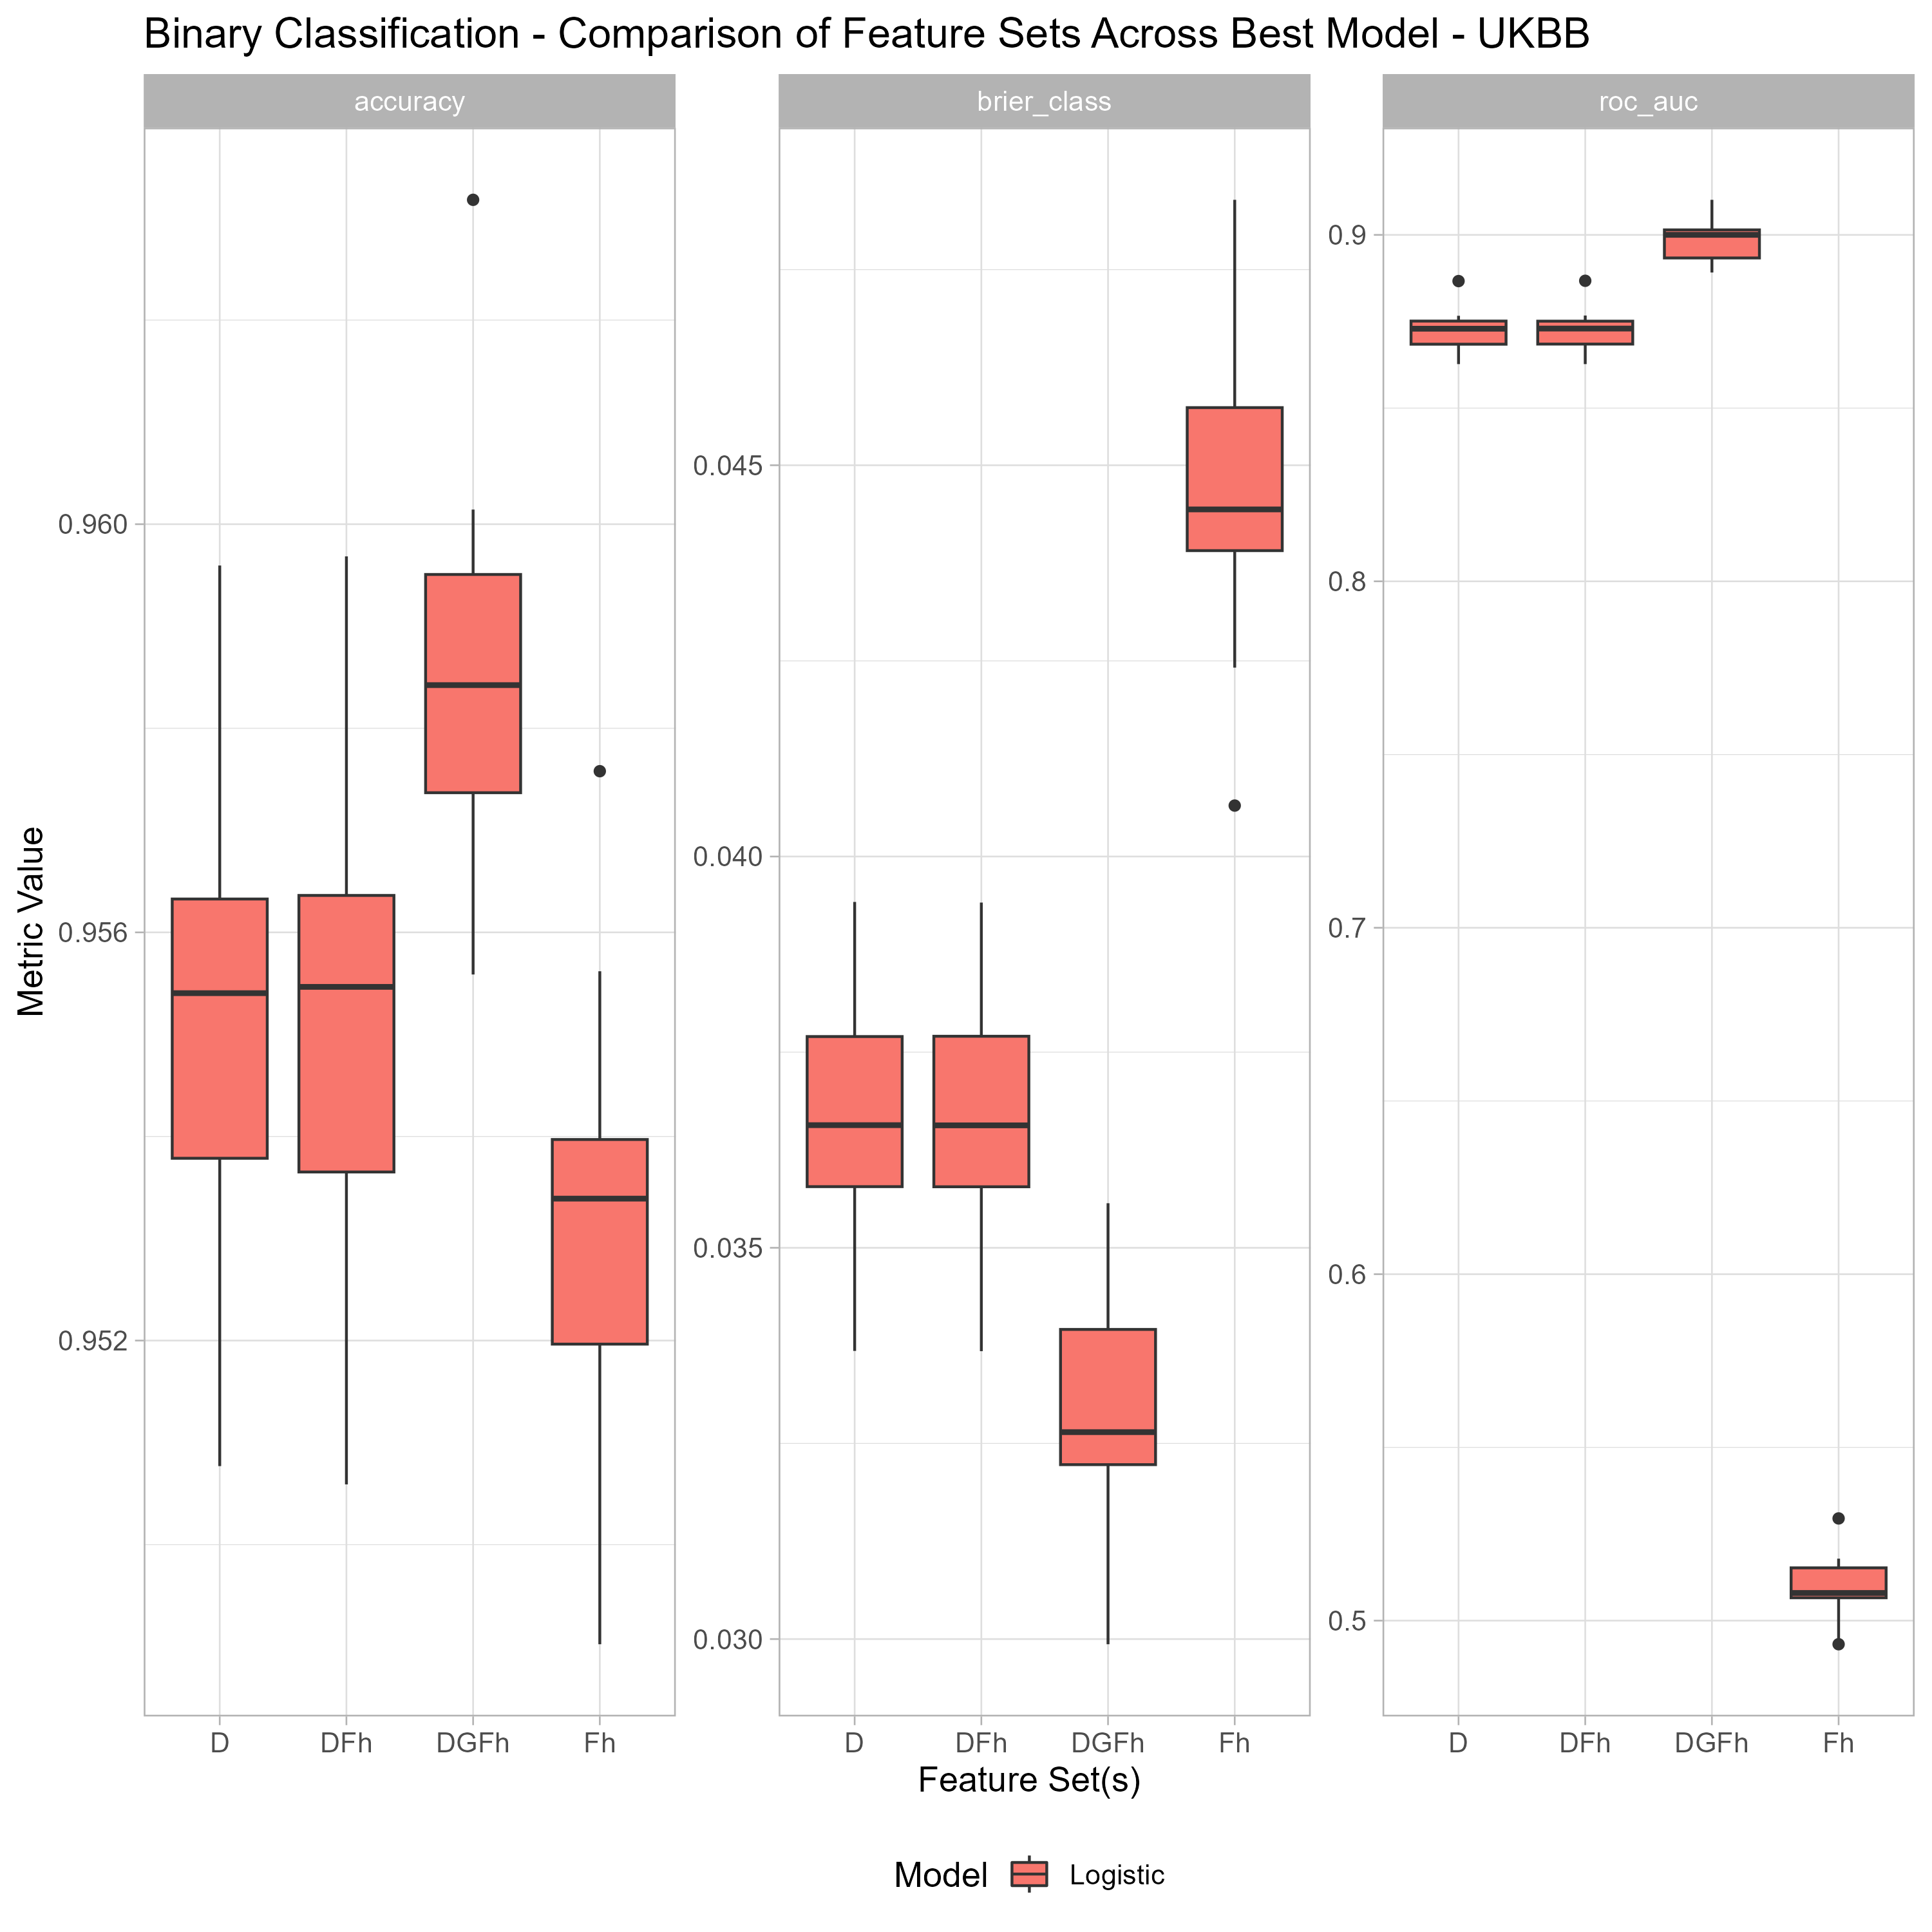 Binary Classification - Comparison of Feature Sets Across Best Model - UKBB
accuracy
brier_class
roc_auc
Metric Value
0.960
0.956
0.952
0.045
0.040
0.035
0.030
0.9
0.8
0.7
0.6
0.5
D DFh DGFh Fh
D DFh DGFh Fh
D DFh DGFh Fh
Feature Set(s)
Model Logistic